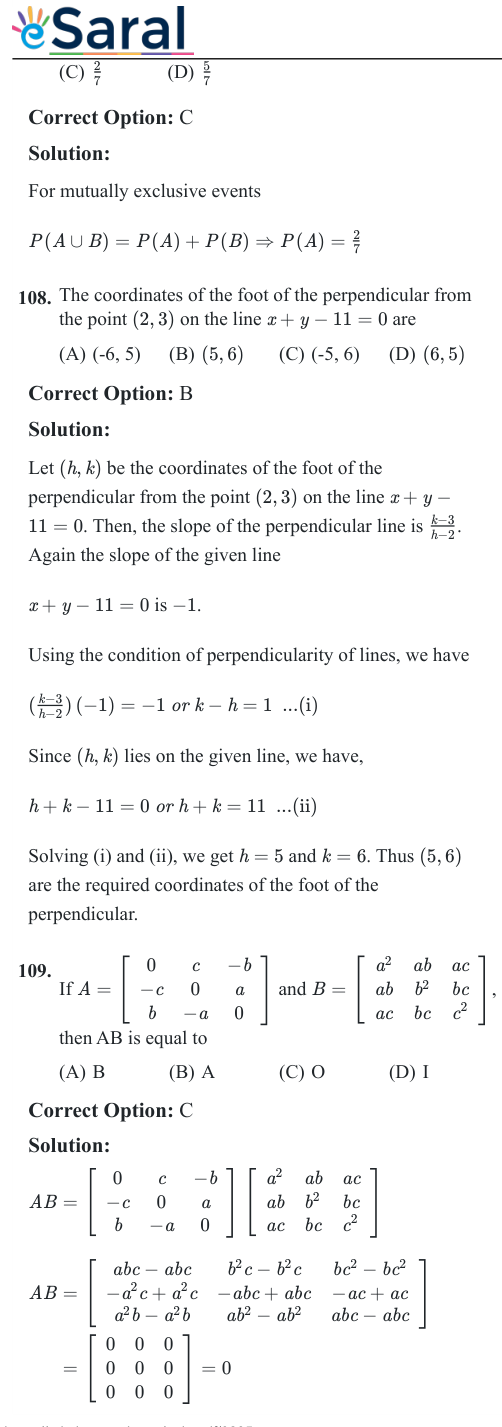 eSaral
(C) 2/7 (D) 5/7
Correct Option: C
Solution:
For mutually exclusive events
P(A ∪ B) = P(A) + P(B) ⇒ P(A) = 2/7
108. The coordinates of the foot of the perpendicular from
the point (2, 3) on the line x + y − 11 = 0 are
(A) (-6, 5) (B) (5, 6) (C) (-5, 6) (D) (6, 5)
Correct Option: B
Solution:
Let (h, k) be the coordinates of the foot of the
perpendicular from the point (2, 3) on the line x + y −
11 = 0. Then, the slope of the perpendicular line is (k−3)/(h−2).
Again the slope of the given line
x + y − 11 = 0 is −1.
Using the condition of perpendicularity of lines, we have
((k−3)/(h−2)) (−1) = −1 or k − h = 1 ...(i)
Since (h, k) lies on the given line, we have,
h + k − 11 = 0 or h + k = 11 ...(ii)
Solving (i) and (ii), we get h = 5 and k = 6. Thus (5, 6)
are the required coordinates of the foot of the
perpendicular.
109. If A = [0 c −b; −c 0 a; b −a 0] and B = [a² ab ac; ab b² bc; ac bc c²],
then AB is equal to
(A) B (B) A (C) O (D) I
Correct Option: C
Solution:
AB = [0 c −b; −c 0 a; b −a 0] [a² ab ac; ab b² bc; ac bc c²]
AB = [abc − abc b²c − b²c bc² − bc²; −a²c + a²c −abc + abc −ac + ac; a²b − a²b ab² − ab² abc − abc]
= [0 0 0; 0 0 0; 0 0 0] = 0